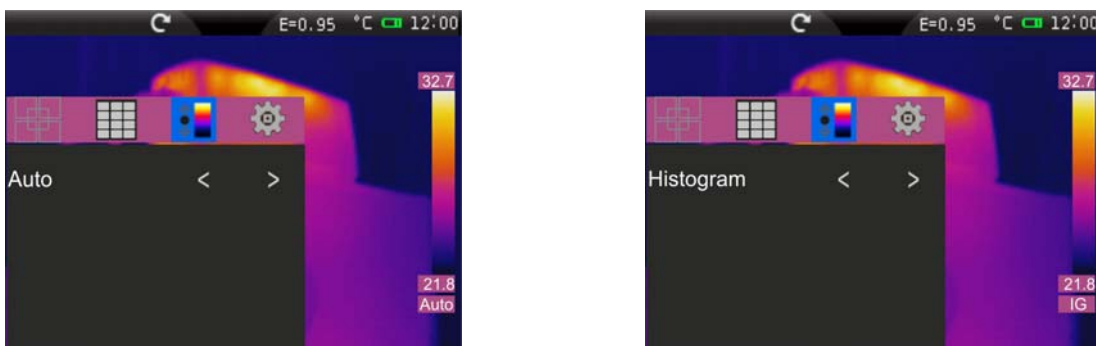 E=0.95 °C 12:00
32.7
Auto < >
21.8
Auto
E=0.95 °C 12:00
32.7
Histogram < >
21.8
IG